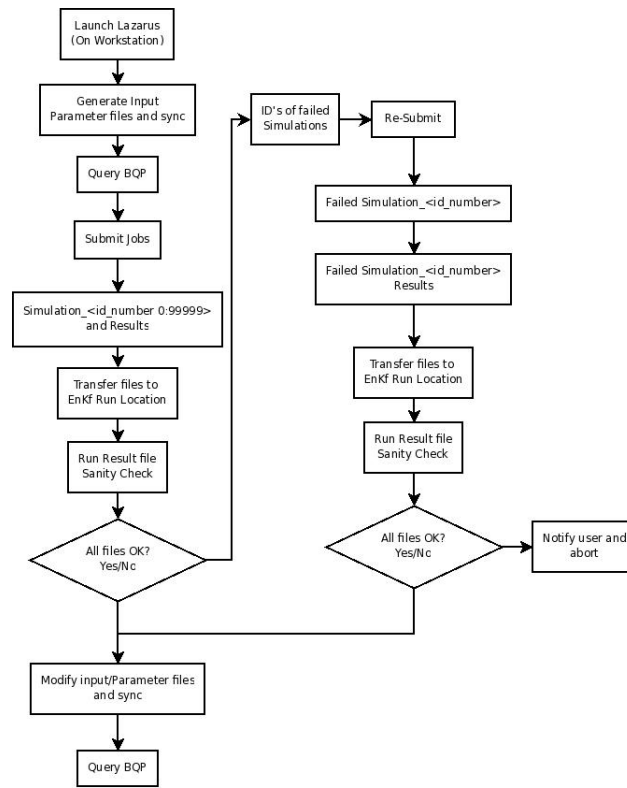 Launch Lazarus
(On Workstation)
Generate Input
Parameter files and sync
Query BQP
Submit Jobs
Simulation_<id_number 0:99999>
and Results
Transfer files to
EnKf Run Location
Run Result file
Sanity Check
All files OK?
Yes/No
ID's of failed
Simulations
Re-Submit
Failed Simulation_<id_number>
Failed Simulation_<id_number>
Results
Transfer files to
EnKf Run Location
Run Result file
Sanity Check
All files OK?
Yes/No
Notify user and
abort
Modify input/Parameter files
and sync
Query BQP